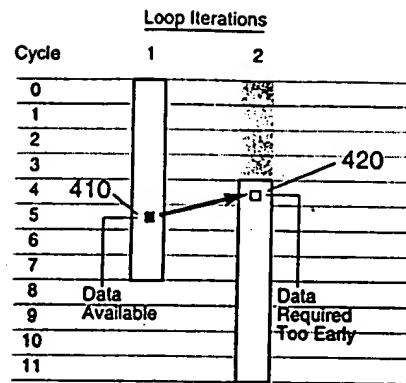 Loop Iterations
Cycle 1 2
0
1
2
3
4
5
6
7
8
9
10
11
410
420
Data
Available
Data
Required
Too Early